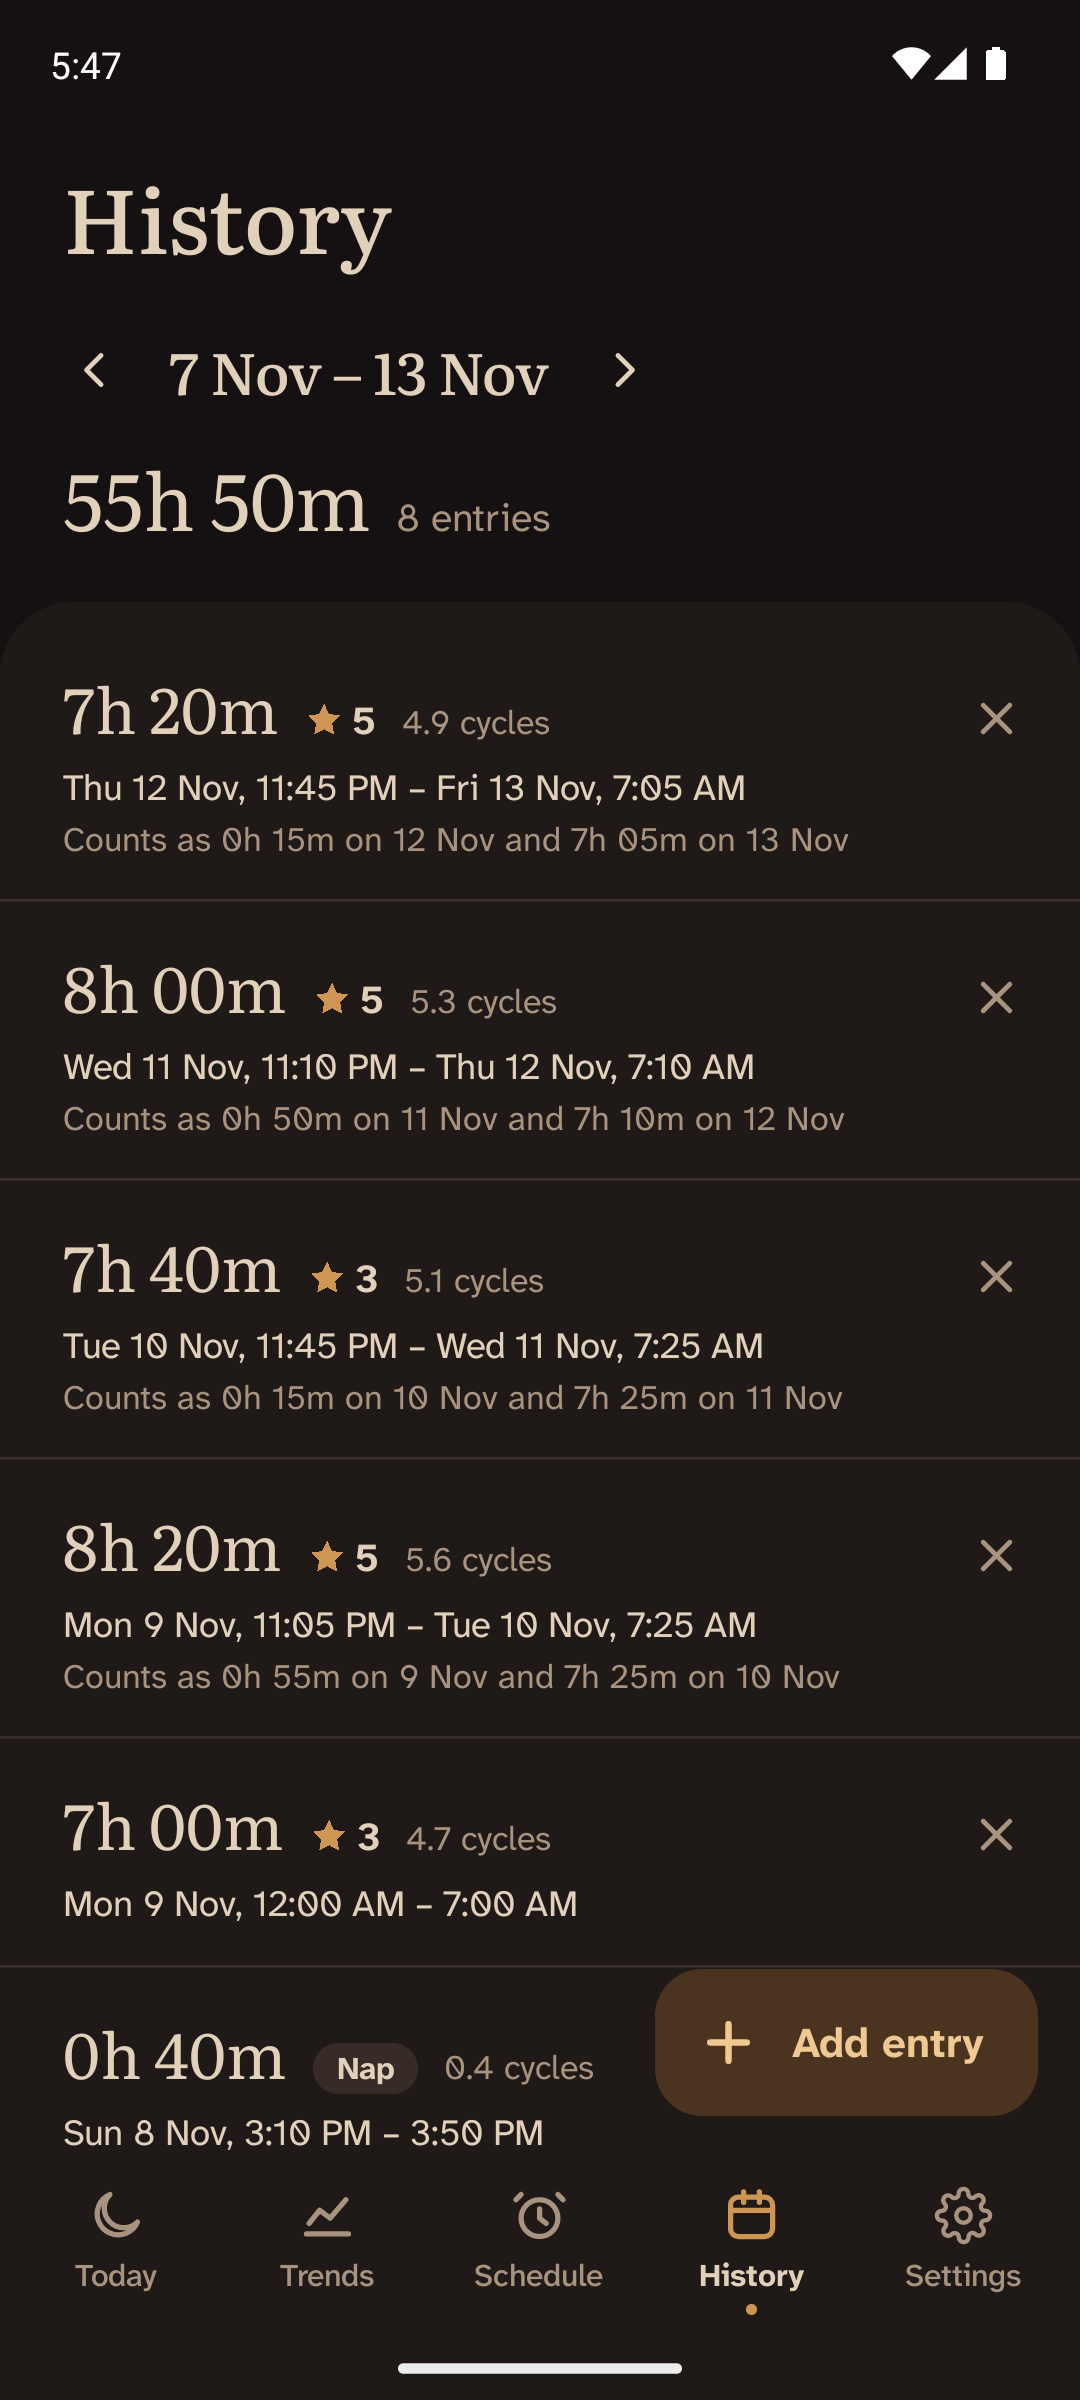 5:47
History
7 Nov – 13 Nov
55h 50m 8 entries
7h 20m 5 4.9 cycles
Thu 12 Nov, 11:45 PM – Fri 13 Nov, 7:05 AM
Counts as 0h 15m on 12 Nov and 7h 05m on 13 Nov
8h 00m 5 5.3 cycles
Wed 11 Nov, 11:10 PM – Thu 12 Nov, 7:10 AM
Counts as 0h 50m on 11 Nov and 7h 10m on 12 Nov
7h 40m 3 5.1 cycles
Tue 10 Nov, 11:45 PM – Wed 11 Nov, 7:25 AM
Counts as 0h 15m on 10 Nov and 7h 25m on 11 Nov
8h 20m 5 5.6 cycles
Mon 9 Nov, 11:05 PM – Tue 10 Nov, 7:25 AM
Counts as 0h 55m on 9 Nov and 7h 25m on 10 Nov
7h 00m 3 4.7 cycles
Mon 9 Nov, 12:00 AM – 7:00 AM
0h 40m Nap 0.4 cycles
Add entry
Sun 8 Nov, 3:10 PM – 3:50 PM
Today Trends Schedule History Settings